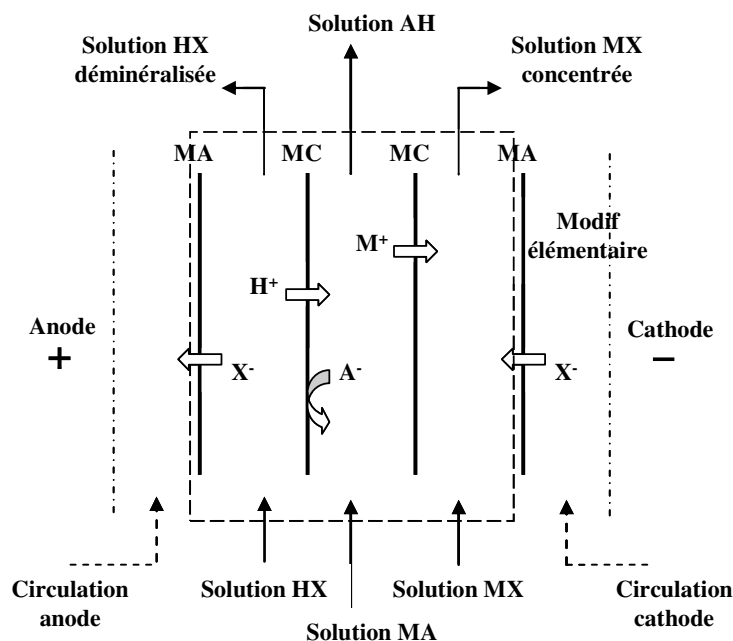 Solution AH
Solution HX
déminéralisée
Solution MX
concentrée
MA
MC
MC
MA
Modif
élémentaire
M⁺
H⁺
Anode
+
Cathode
−
X⁻
A⁻
X⁻
Circulation
anode
Solution HX
Solution MA
Solution MX
Circulation
cathode